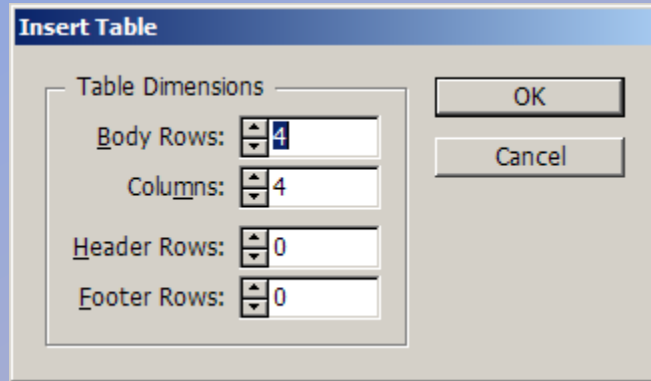 Insert Table
Table Dimensions
Body Rows: 4
Columns: 4
Header Rows: 0
Footer Rows: 0
OK
Cancel